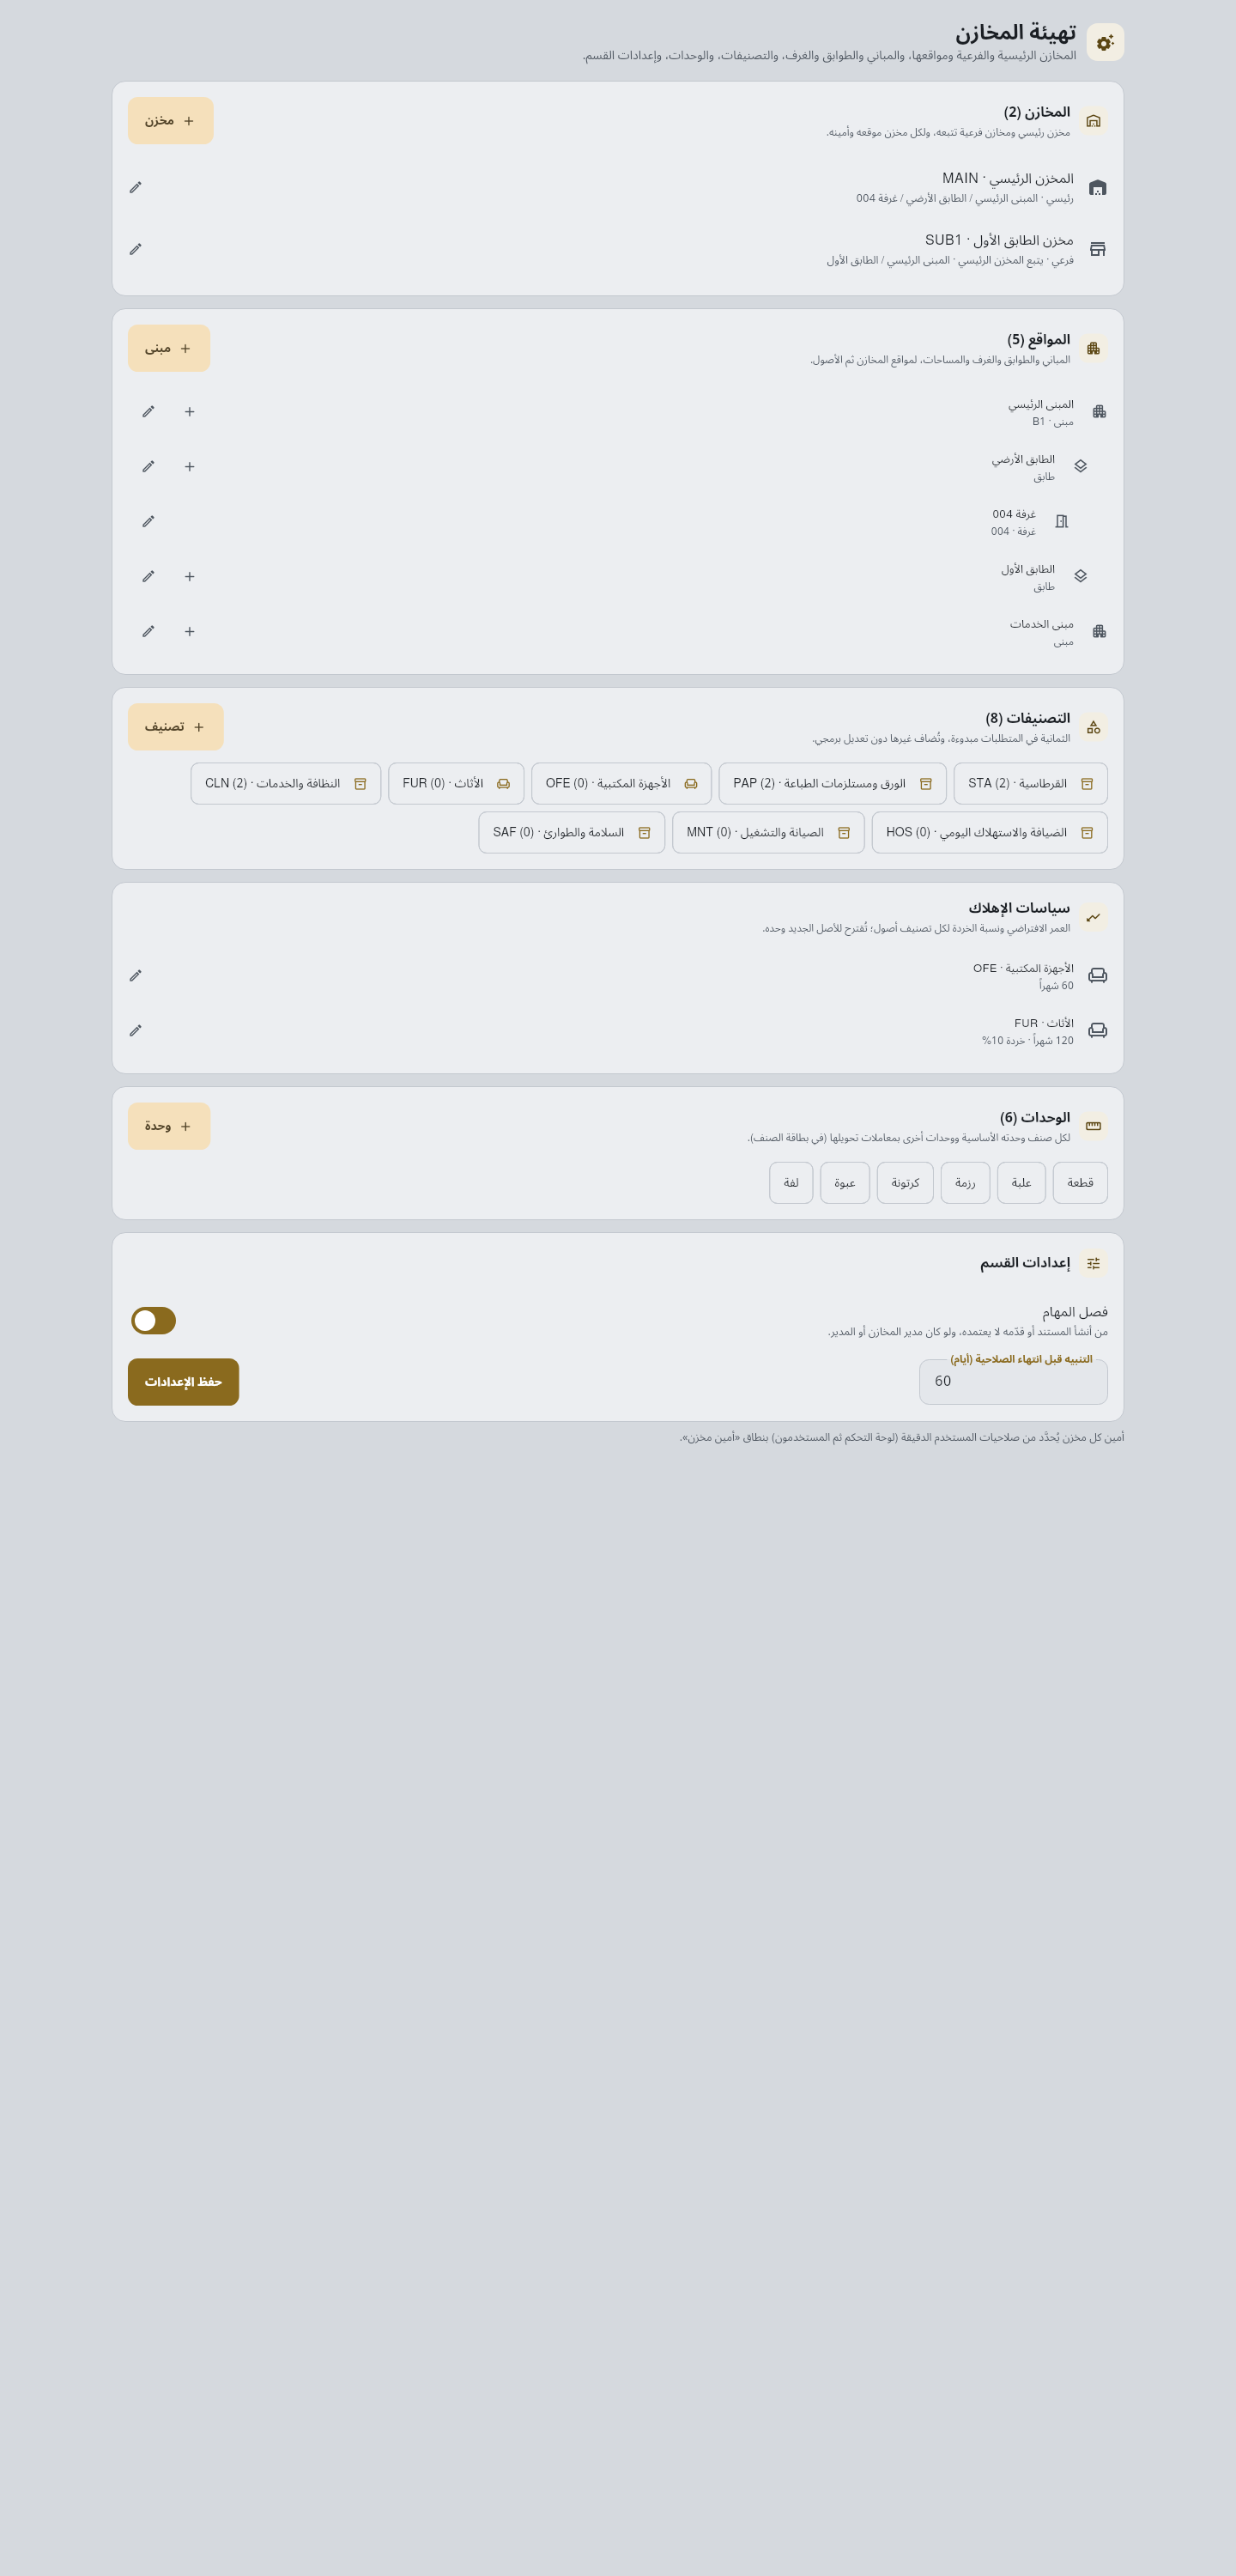 تهيئة المخازن
المخازن الرئيسية والفرعية ومواقعها، والمباني والطوابق والغرف، والتصنيفات، والوحدات، وإعدادات القسم.
المخازن (2)
مخزن رئيسي ومخازن فرعية تتبعه، ولكل مخزن موقعه وأمينه.
مخزن
المخزن الرئيسي · MAIN
رئيسي · المبنى الرئيسي / الطابق الأرضي / غرفة 004
مخزن الطابق الأول · SUB1
فرعي · يتبع المخزن الرئيسي · المبنى الرئيسي / الطابق الأول
المواقع (5)
المباني والطوابق والغرف والمساحات، لمواقع المخازن ثم الأصول.
مبنى
المبنى الرئيسي
مبنى · B1
الطابق الأرضي
طابق
غرفة 004
غرفة · 004
الطابق الأول
طابق
مبنى الخدمات
مبنى
التصنيفات (8)
الثمانية في المتطلبات مبدوءة، وتُضاف غيرها دون تعديل برمجي.
تصنيف
القرطاسية · STA (2)
الورق ومستلزمات الطباعة · PAP (2)
الأجهزة المكتبية · OFE (0)
الأثاث · FUR (0)
النظافة والخدمات · CLN (2)
الضيافة والاستهلاك اليومي · HOS (0)
الصيانة والتشغيل · MNT (0)
السلامة والطوارئ · SAF (0)
سياسات الإهلاك
العمر الافتراضي ونسبة الخردة لكل تصنيف أصول؛ تُقترح للأصل الجديد وحده.
الأجهزة المكتبية · OFE
60 شهراً
الأثاث · FUR
120 شهراً · خردة 10%
الوحدات (6)
لكل صنف وحدته الأساسية ووحدات أخرى بمعاملات تحويلها (في بطاقة الصنف).
وحدة
قطعة
علبة
رزمة
كرتونة
عبوة
لفة
إعدادات القسم
فصل المهام
من أنشأ المستند أو قدّمه لا يعتمده، ولو كان مدير المخازن أو المدير.
التنبيه قبل انتهاء الصلاحية (أيام)
60
حفظ الإعدادات
أمين كل مخزن يُحدَّد من صلاحيات المستخدم الدقيقة (لوحة التحكم ثم المستخدمون) بنطاق «أمين مخزن».